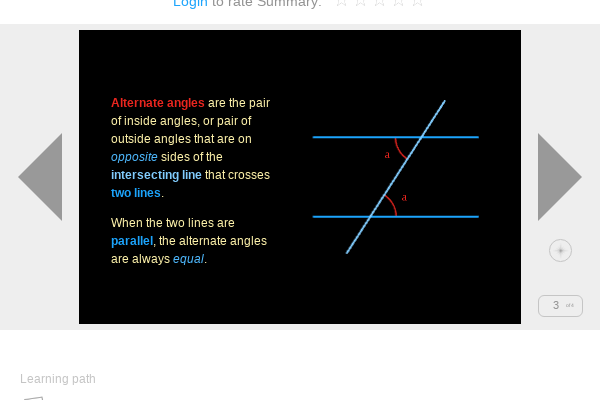 Login to rate Summary:
Alternate angles are the pair
of inside angles, or pair of
outside angles that are on
opposite sides of the
intersecting line that crosses
two lines.
When the two lines are
parallel, the alternate angles
are always equal.
a
a
3
Learning path